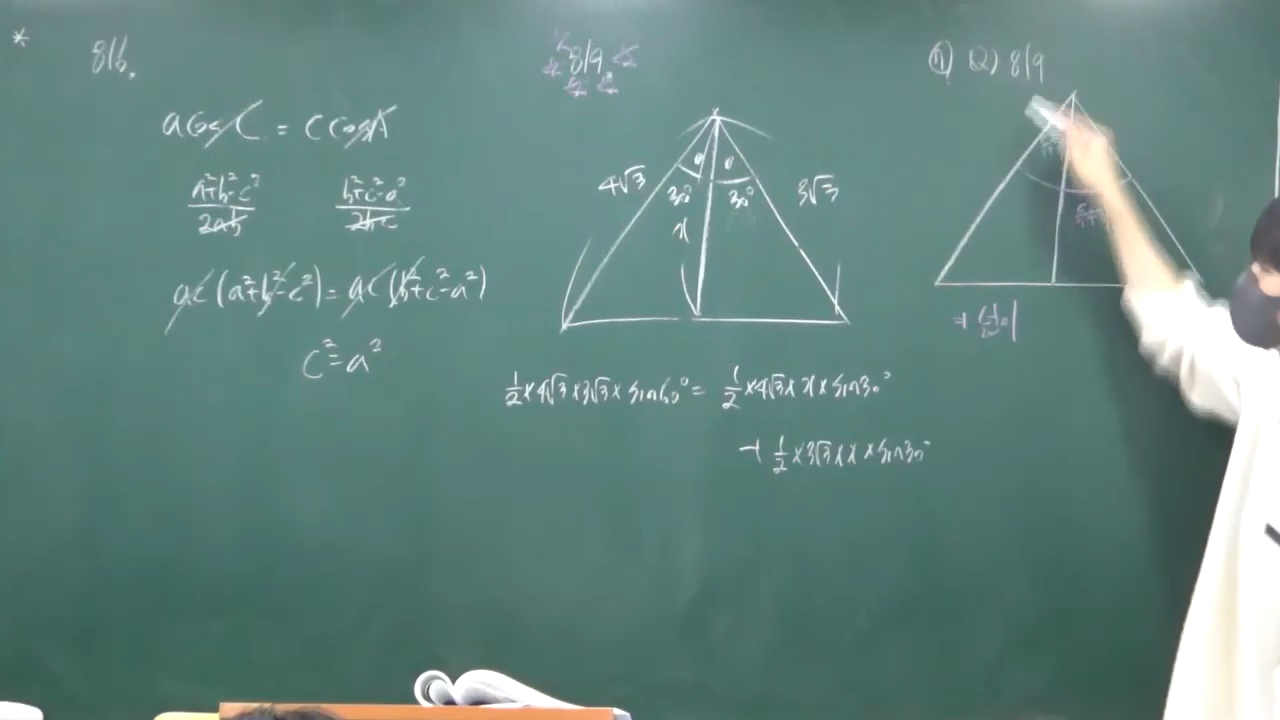 *
816.
a cos C = c cos A
a²+b²-c² / 2ab
b²+c²-a² / 2bc
ac(a²+b²-c²) = ac(b²+c²-a²)
c² = a²
819
4√3
30°
30°
3√3
x
1/2 × 4√3 × 3√3 × sin60° = 1/2 × 4√3 × x × sin30°
+ 1/2 × 3√3 × x × sin30°
Q) 819